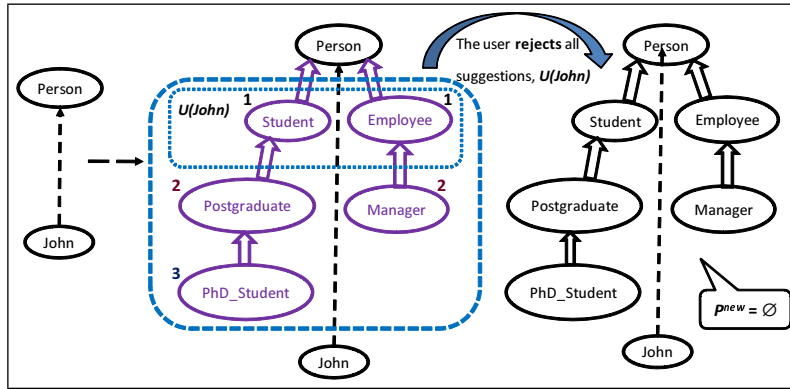 Person
John
Person
U(John)
1
Student
1
Employee
2
Postgraduate
2
Manager
3
PhD_Student
John
The user rejects all
suggestions, U(John)
Person
Student
Employee
Postgraduate
Manager
PhD_Student
P^new = ∅
John